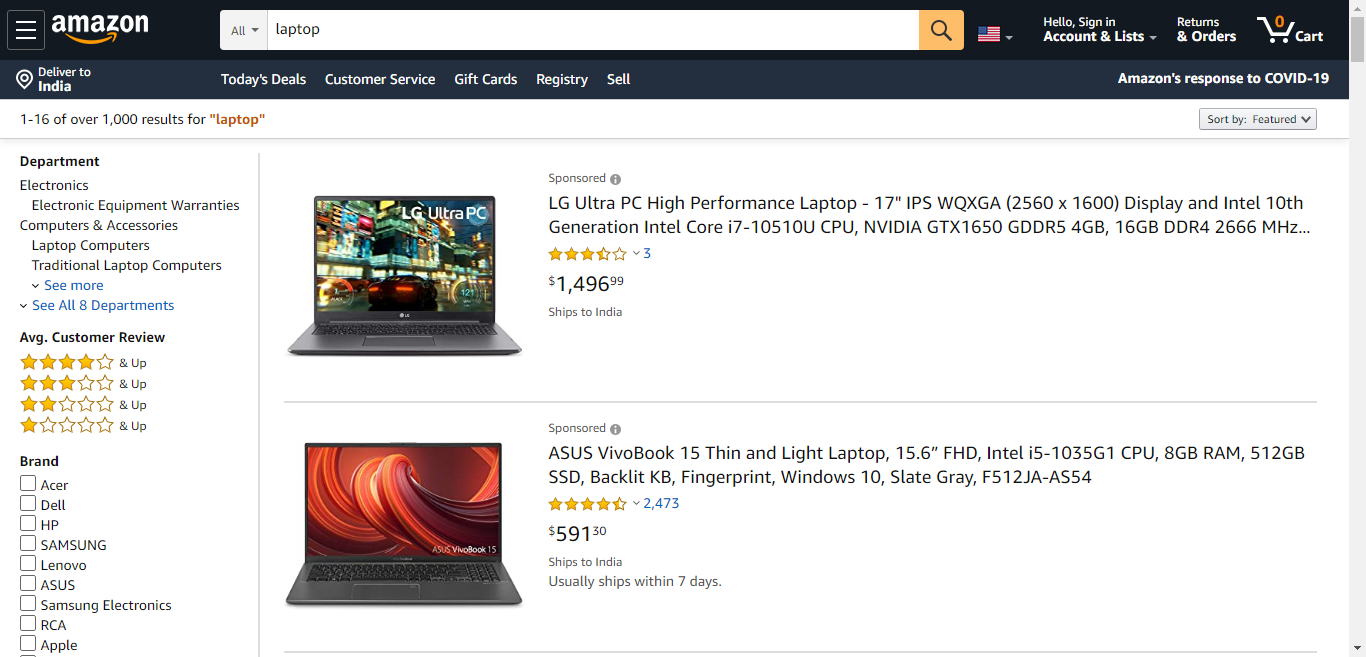 amazon
All
laptop
Hello, Sign in
Account & Lists
Returns
& Orders
0
Cart
Deliver to
India
Today's Deals
Customer Service
Gift Cards
Registry
Sell
Amazon's response to COVID-19
1-16 of over 1,000 results for "laptop"
Sort by: Featured
Department
Electronics
Electronic Equipment Warranties
Computers & Accessories
Laptop Computers
Traditional Laptop Computers
See more
See All 8 Departments
Avg. Customer Review
& Up
& Up
& Up
& Up
Brand
Acer
Dell
HP
SAMSUNG
Lenovo
ASUS
Samsung Electronics
RCA
Apple
LG Ultra PC
121
LG
Sponsored
LG Ultra PC High Performance Laptop - 17" IPS WQXGA (2560 x 1600) Display and Intel 10th
Generation Intel Core i7-10510U CPU, NVIDIA GTX1650 GDDR5 4GB, 16GB DDR4 2666 MHz...
3
$1,49699
Ships to India
ASUS VivoBook 15
Sponsored
ASUS VivoBook 15 Thin and Light Laptop, 15.6” FHD, Intel i5-1035G1 CPU, 8GB RAM, 512GB
SSD, Backlit KB, Fingerprint, Windows 10, Slate Gray, F512JA-AS54
2,473
$59130
Ships to India
Usually ships within 7 days.